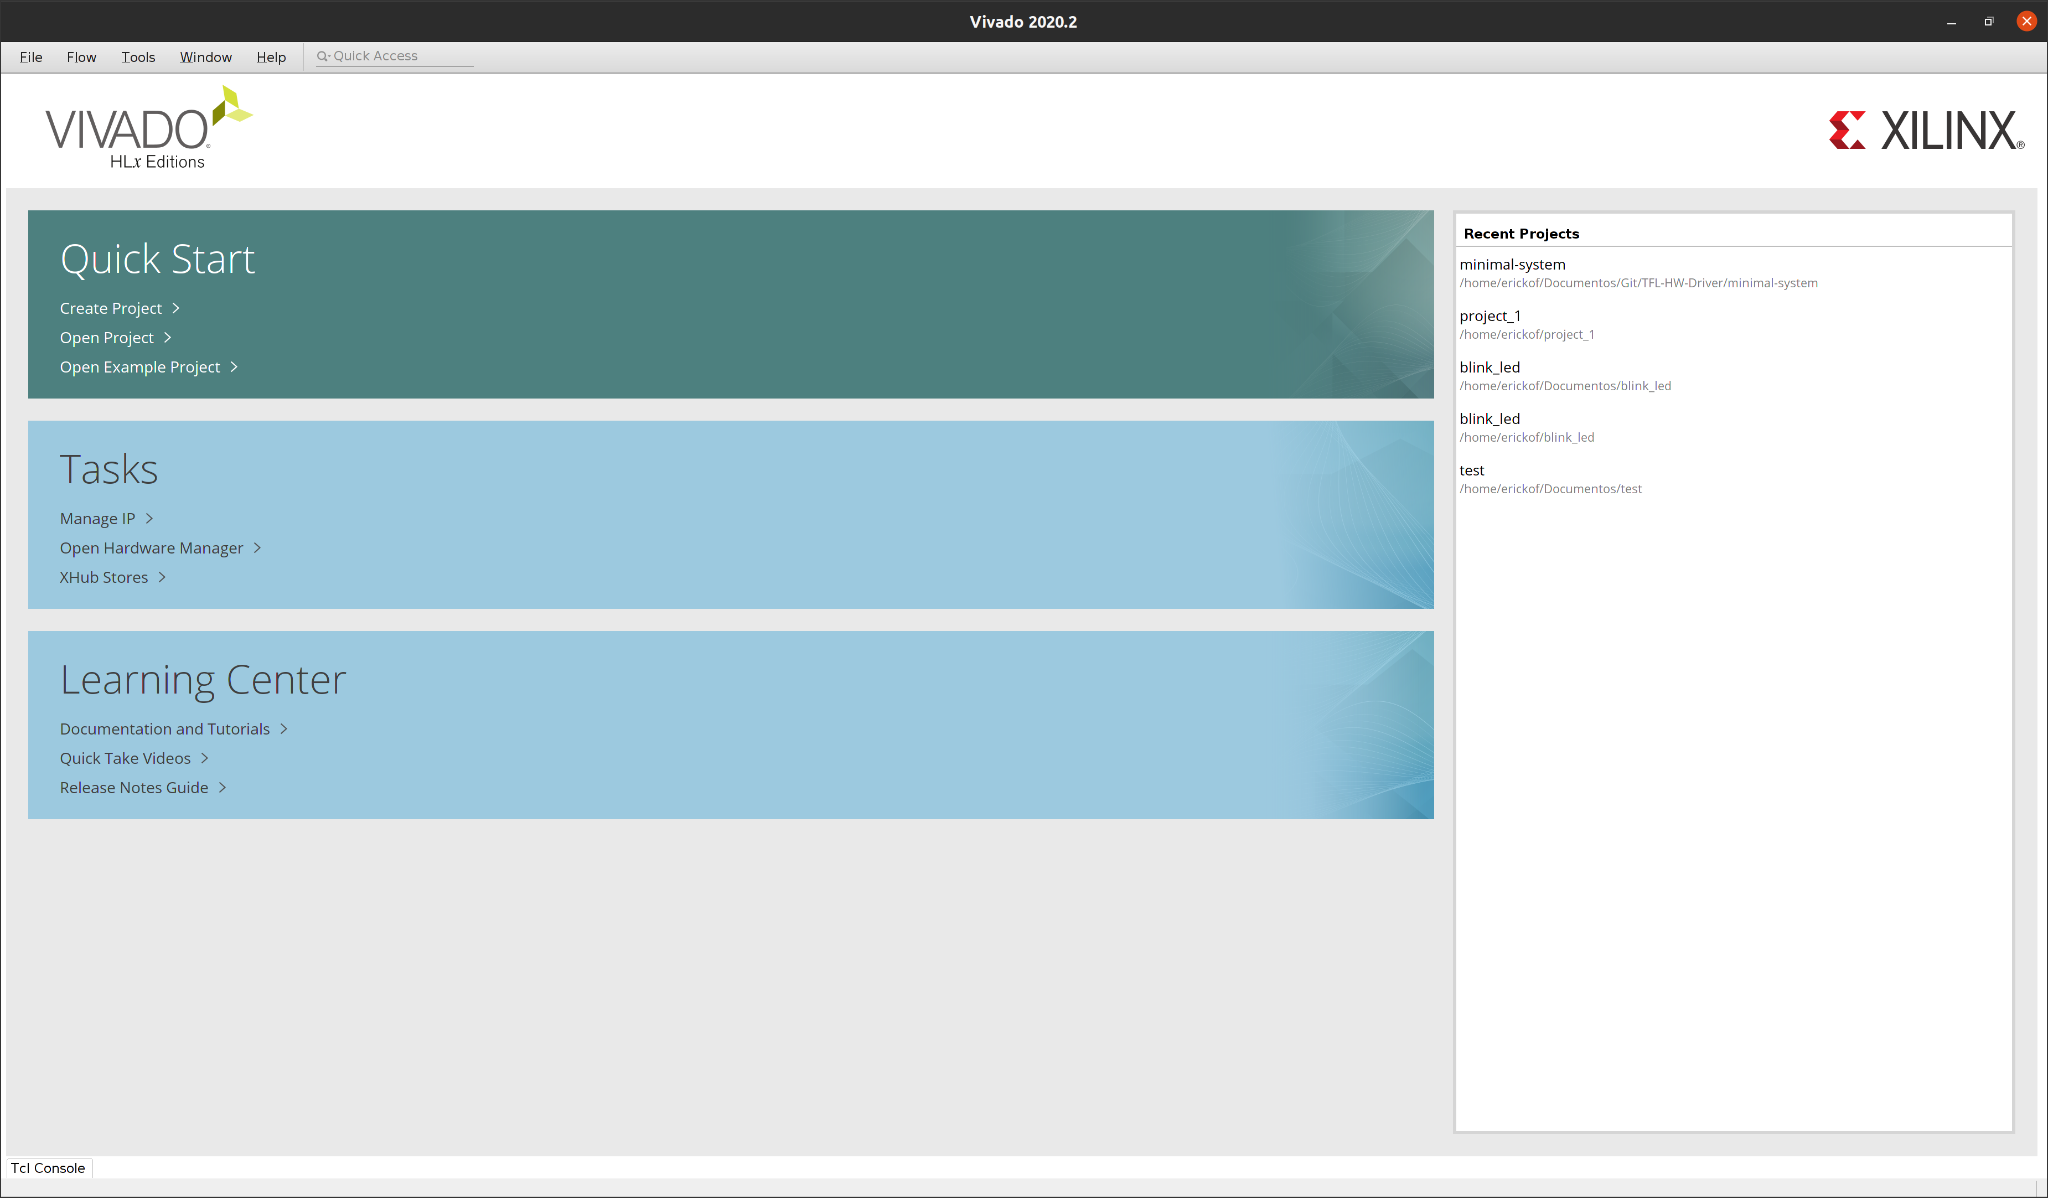 Vivado 2020.2
File Flow Tools Window Help Quick Access
VIVADO
HLx Editions
XILINX®
Quick Start
Create Project >
Open Project >
Open Example Project >
Tasks
Manage IP >
Open Hardware Manager >
XHub Stores >
Learning Center
Documentation and Tutorials >
Quick Take Videos >
Release Notes Guide >
Recent Projects
minimal-system
/home/erickof/Documentos/Git/TFL-HW-Driver/minimal-system
project_1
/home/erickof/project_1
blink_led
/home/erickof/Documentos/blink_led
blink_led
/home/erickof/blink_led
test
/home/erickof/Documentos/test
Tcl Console